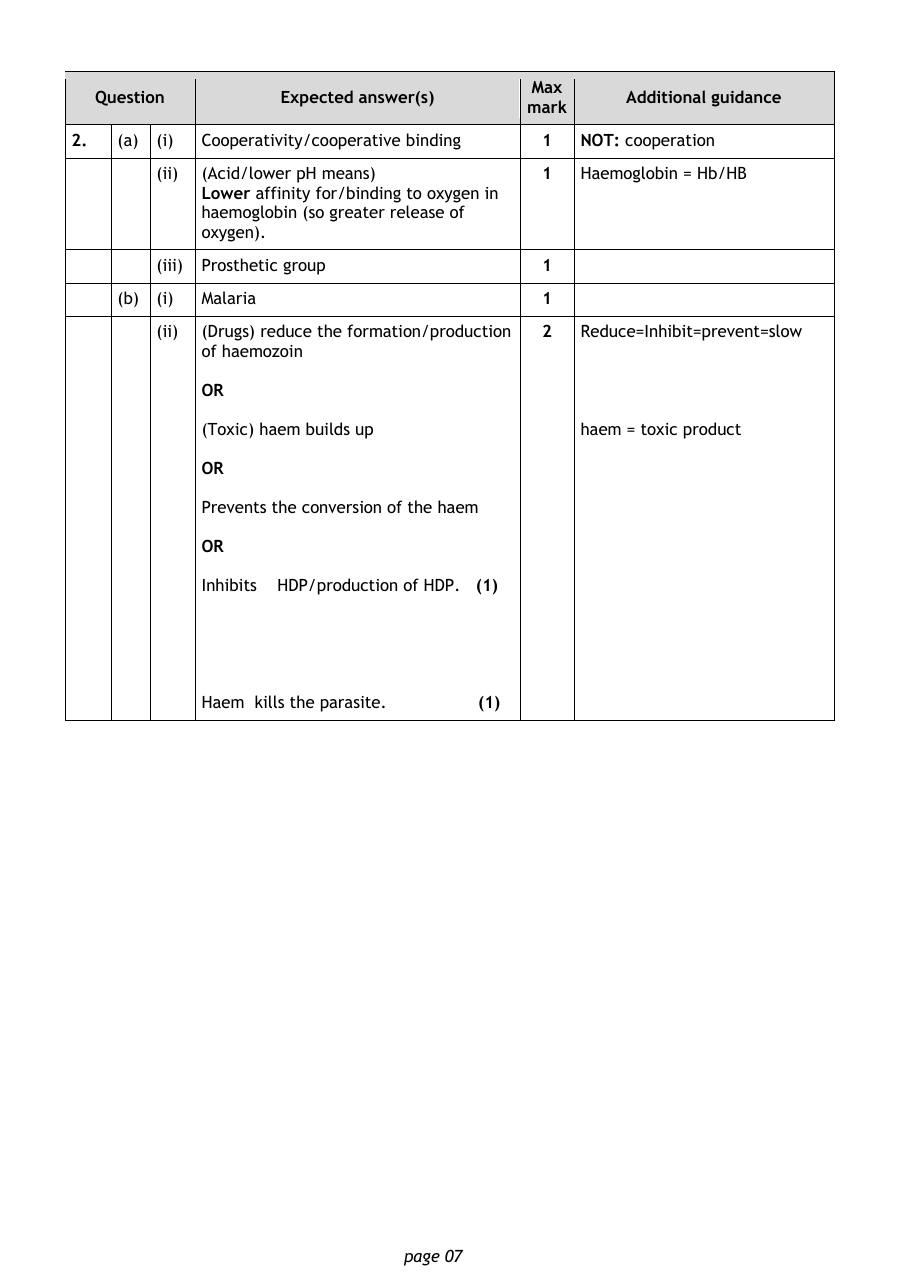 Question Expected answer(s) Max mark Additional guidance
2. (a) (i) Cooperativity/cooperative binding 1 NOT: cooperation
(ii) (Acid/lower pH means) 1 Haemoglobin = Hb/HB
Lower affinity for/binding to oxygen in
haemoglobin (so greater release of
oxygen).
(iii) Prosthetic group 1
(b) (i) Malaria 1
(ii) (Drugs) reduce the formation/production 2 Reduce=Inhibit=prevent=slow
of haemozoin
OR
(Toxic) haem builds up haem = toxic product
OR
Prevents the conversion of the haem
OR
Inhibits HDP/production of HDP. (1)
Haem kills the parasite. (1)
page 07